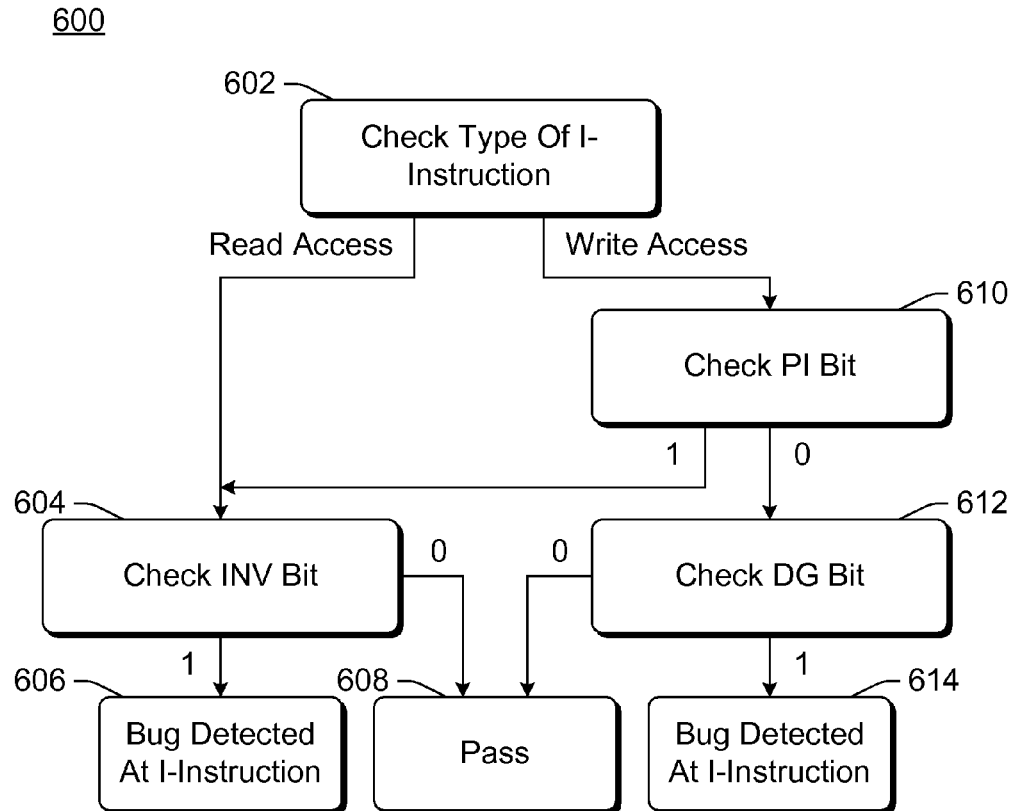 600
602
Check Type Of I-
Instruction
Read Access
Write Access
610
Check PI Bit
1
0
604
612
Check INV Bit
0
0
Check DG Bit
1
1
606
608
614
Bug Detected
At I-Instruction
Pass
Bug Detected
At I-Instruction